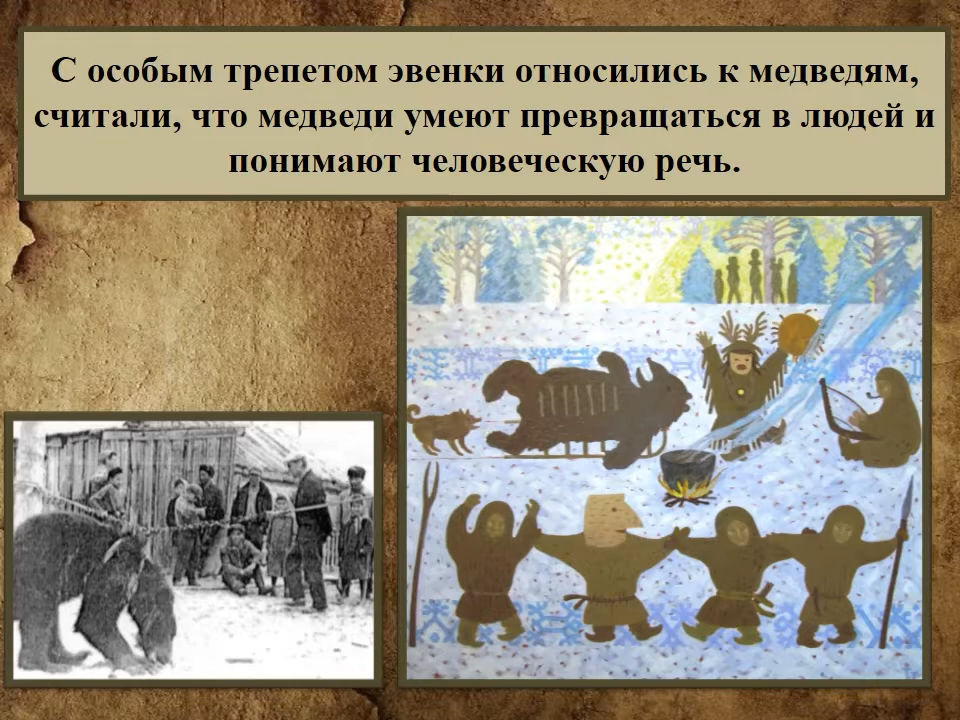 С особым трепетом эвенки относились к медведям,
считали, что медведи умеют превращаться в людей и
понимают человеческую речь.